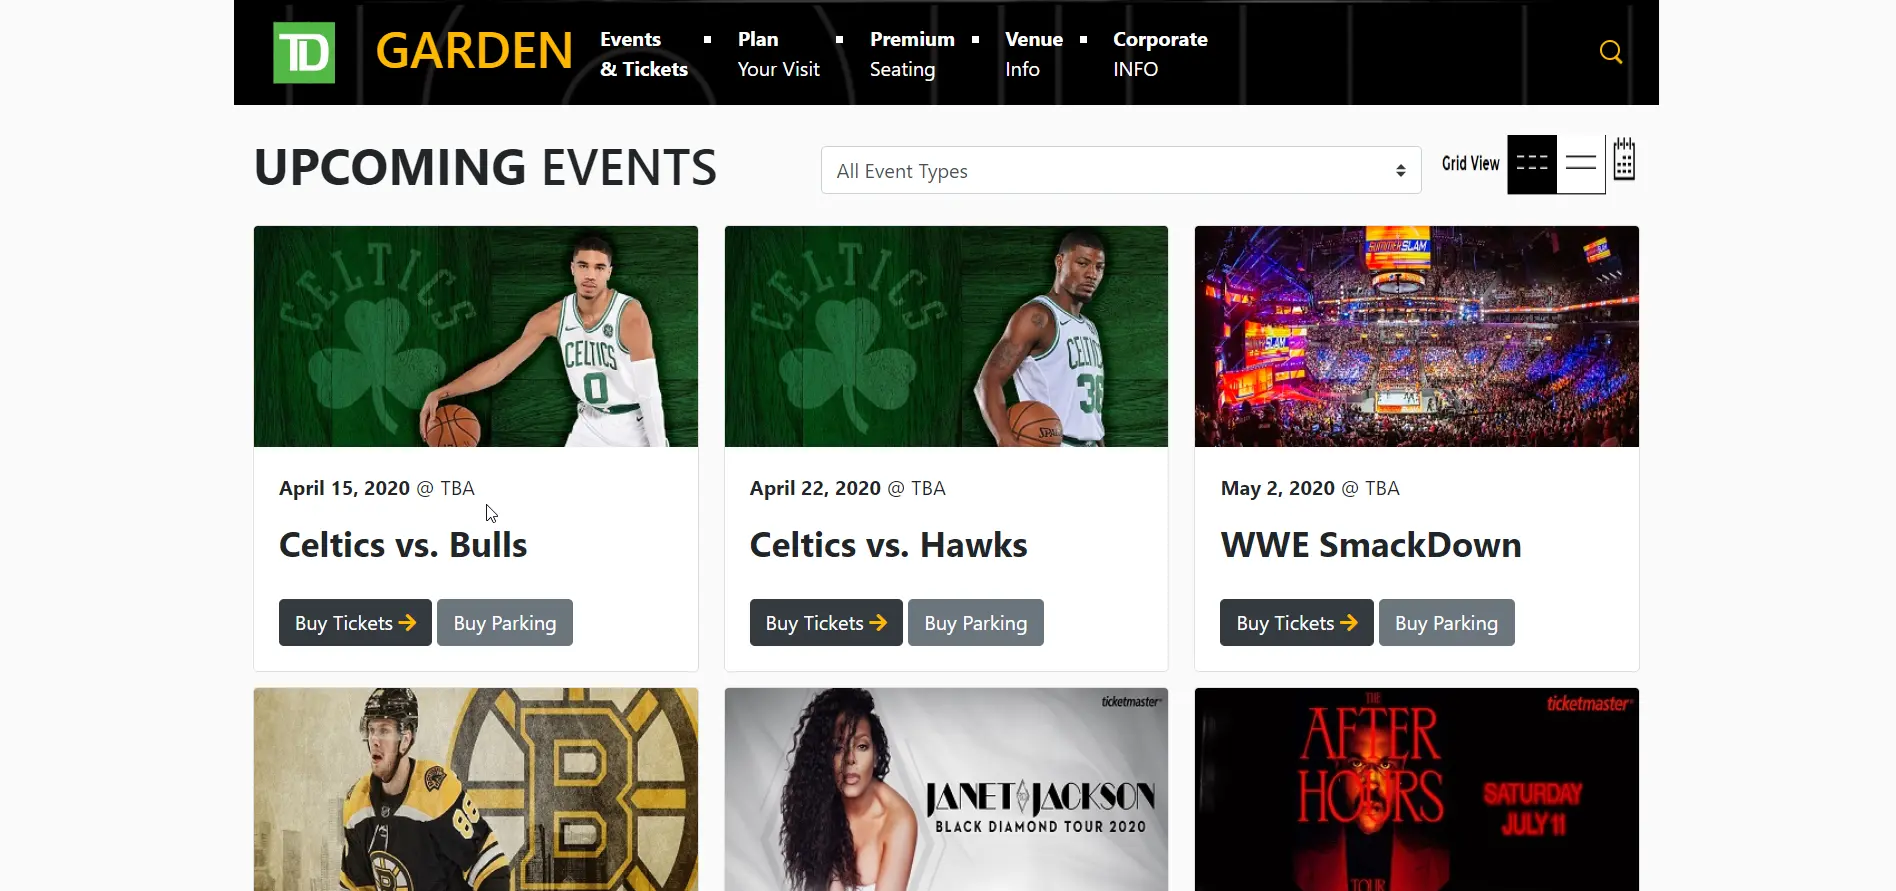 TD GARDEN
Events
& Tickets
Plan
Your Visit
Premium
Seating
Venue
Info
Corporate
INFO
UPCOMING EVENTS
All Event Types
Grid View
CELTICS
CELTICS
0
CELTICS
36
SUMMERSLAM
April 15, 2020 @ TBA
Celtics vs. Bulls
Buy Tickets
Buy Parking
April 22, 2020 @ TBA
Celtics vs. Hawks
Buy Tickets
Buy Parking
May 2, 2020 @ TBA
WWE SmackDown
Buy Tickets
Buy Parking
B
88
ticketmaster
JANET JACKSON
BLACK DIAMOND TOUR 2020
ticketmaster
THE
AFTER
HOURS
TOUR
SATURDAY
JULY 11